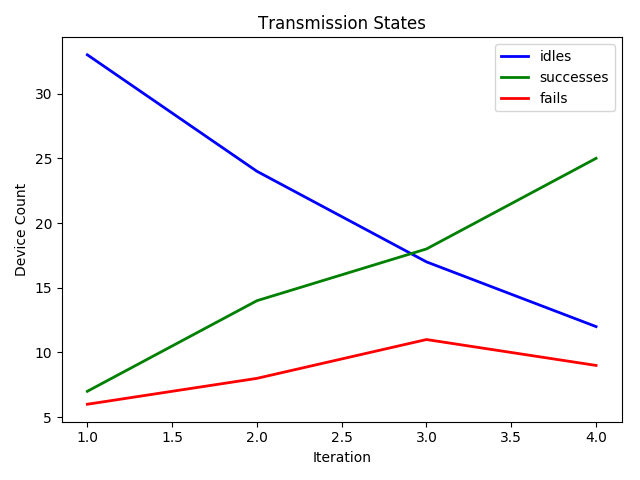 Transmission States
idles
successes
fails
Device Count
30
25
20
15
10
5
1.0 1.5 2.0 2.5 3.0 3.5 4.0
Iteration